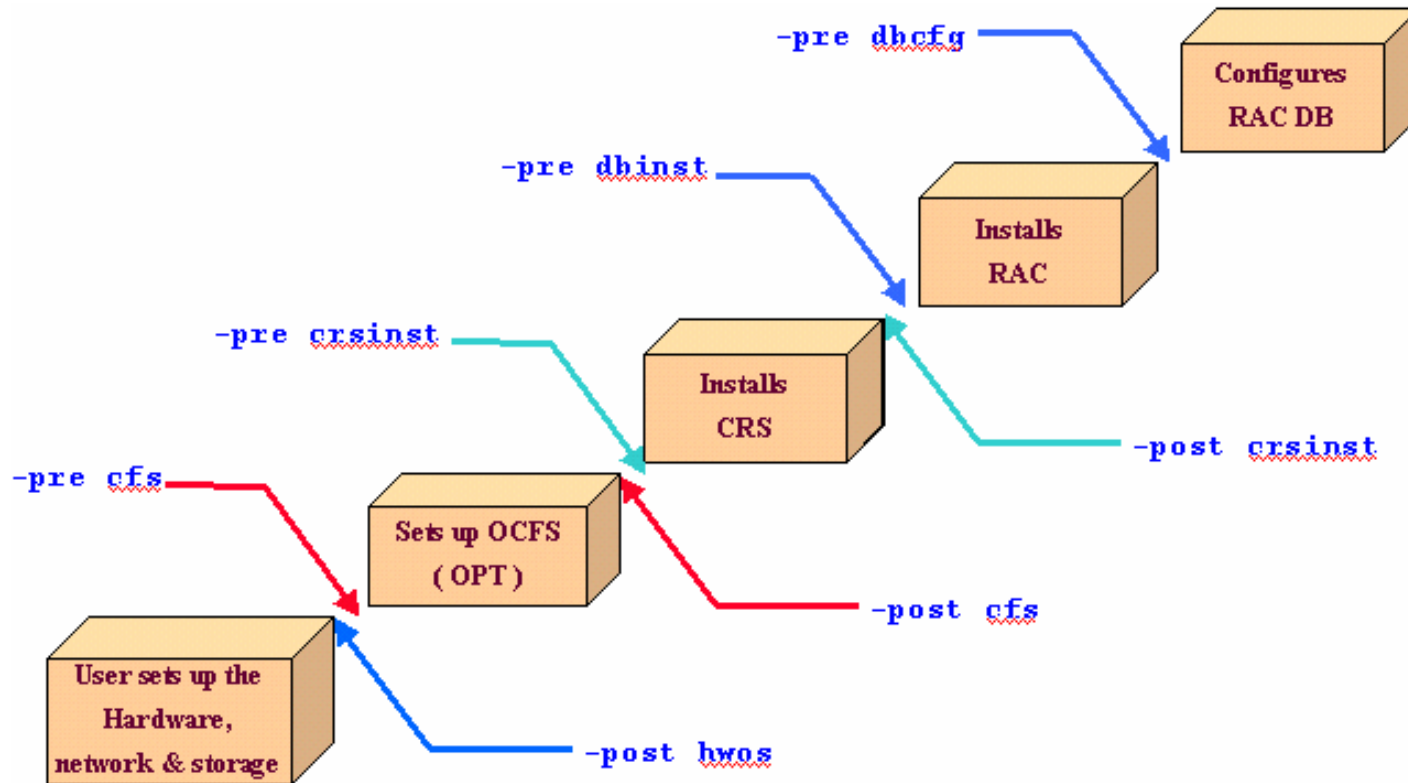 -pre dbcfg
Configures
RAC DB
-pre dbinst
Installs
RAC
-pre crsinst
Installs
CRS
-post crsinst
-pre cfs
Sets up OCFS
( OPT )
-post cfs
User sets up the
Hardware,
network & storage
-post hwos